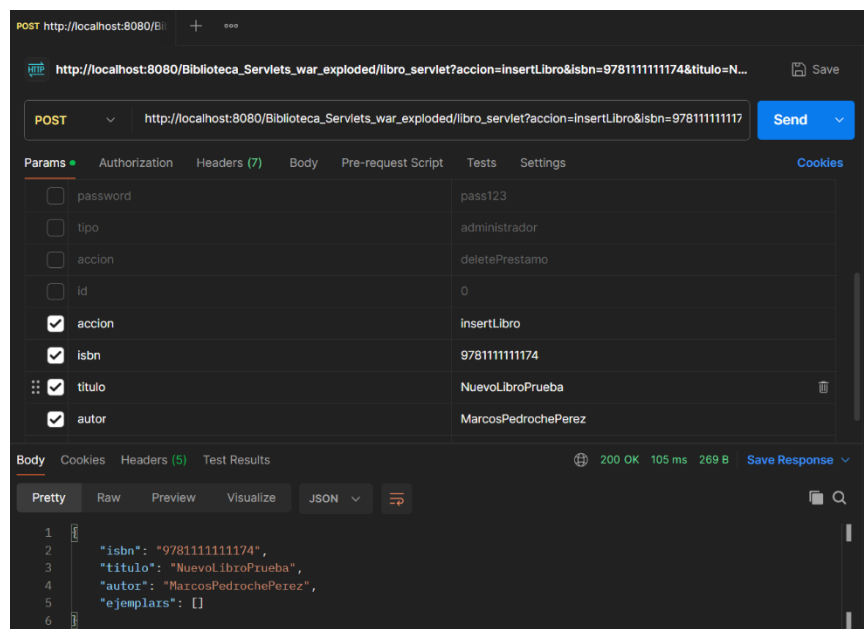 POST http://localhost:8080/Bi
HTTP http://localhost:8080/Biblioteca_Servlets_war_exploded/libro_servlet?accion=insertLibro&isbn=9781111111174&titulo=N... Save
POST http://localhost:8080/Biblioteca_Servlets_war_exploded/libro_servlet?accion=insertLibro&isbn=978111111117 Send
Params Authorization Headers (7) Body Pre-request Script Tests Settings Cookies
password pass123
tipo administrador
accion deletePrestamo
id 0
accion insertLibro
isbn 9781111111174
titulo NuevoLibroPrueba
autor MarcosPedrochePerez
Body Cookies Headers (5) Test Results 200 OK 105 ms 269 B Save Response
Pretty Raw Preview Visualize JSON
1 {
2 "isbn": "9781111111174",
3 "titulo": "NuevoLibroPrueba",
4 "autor": "MarcosPedrochePerez",
5 "ejemplars": []
6 }